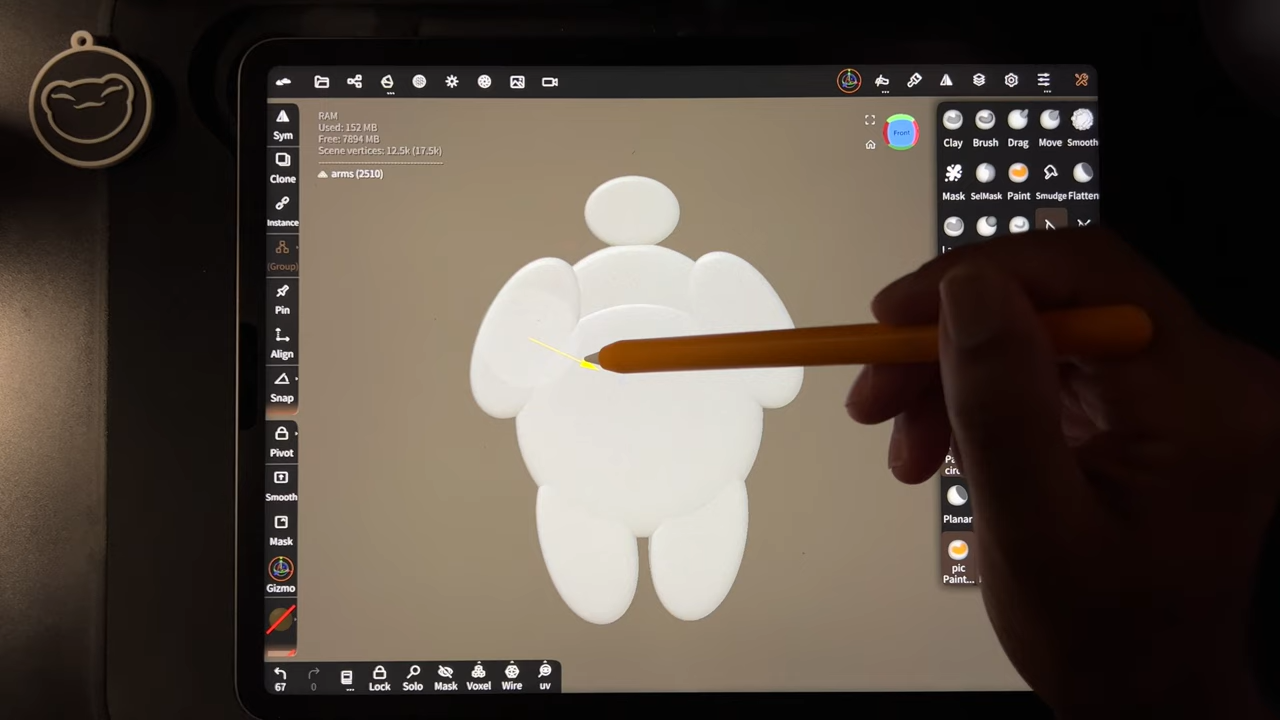 RAM
Used: 152 MB
Free: 7894 MB
Scene vertices: 12.5k (17.5k)
arms (2510)
Front
Sym
Clone
Instance
(Group)
Pin
Align
Snap
Pivot
Smooth
Mask
Gizmo
Clay Brush Drag Move Smooth
Mask SelMask Paint Smudge Flatten
Planar
pic
Paint...
67 0 Lock Solo Mask Voxel Wire uv